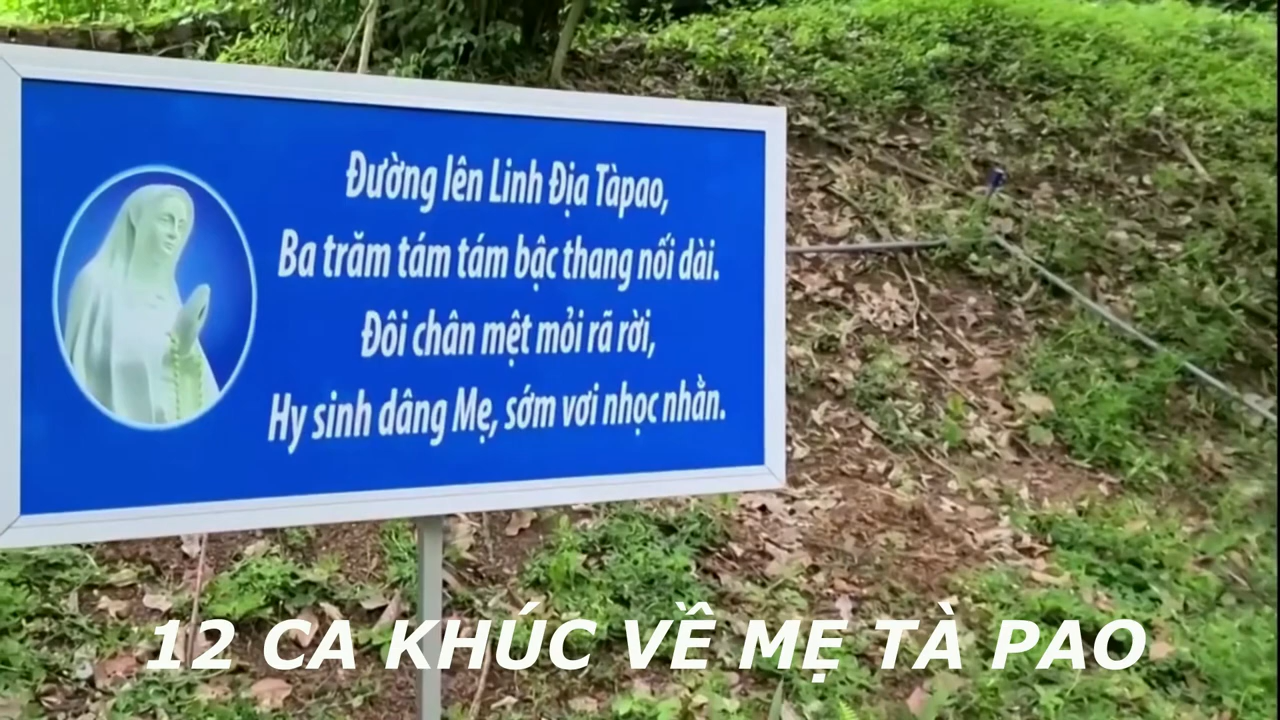 Đường lên Linh Địa Tàpao,
Ba trăm tám tám bậc thang nối dài.
Đôi chân mệt mỏi rã rời,
Hy sinh dâng Mẹ, sớm vơi nhọc nhằn.
12 CA KHÚC VỀ MẸ TÀ PAO